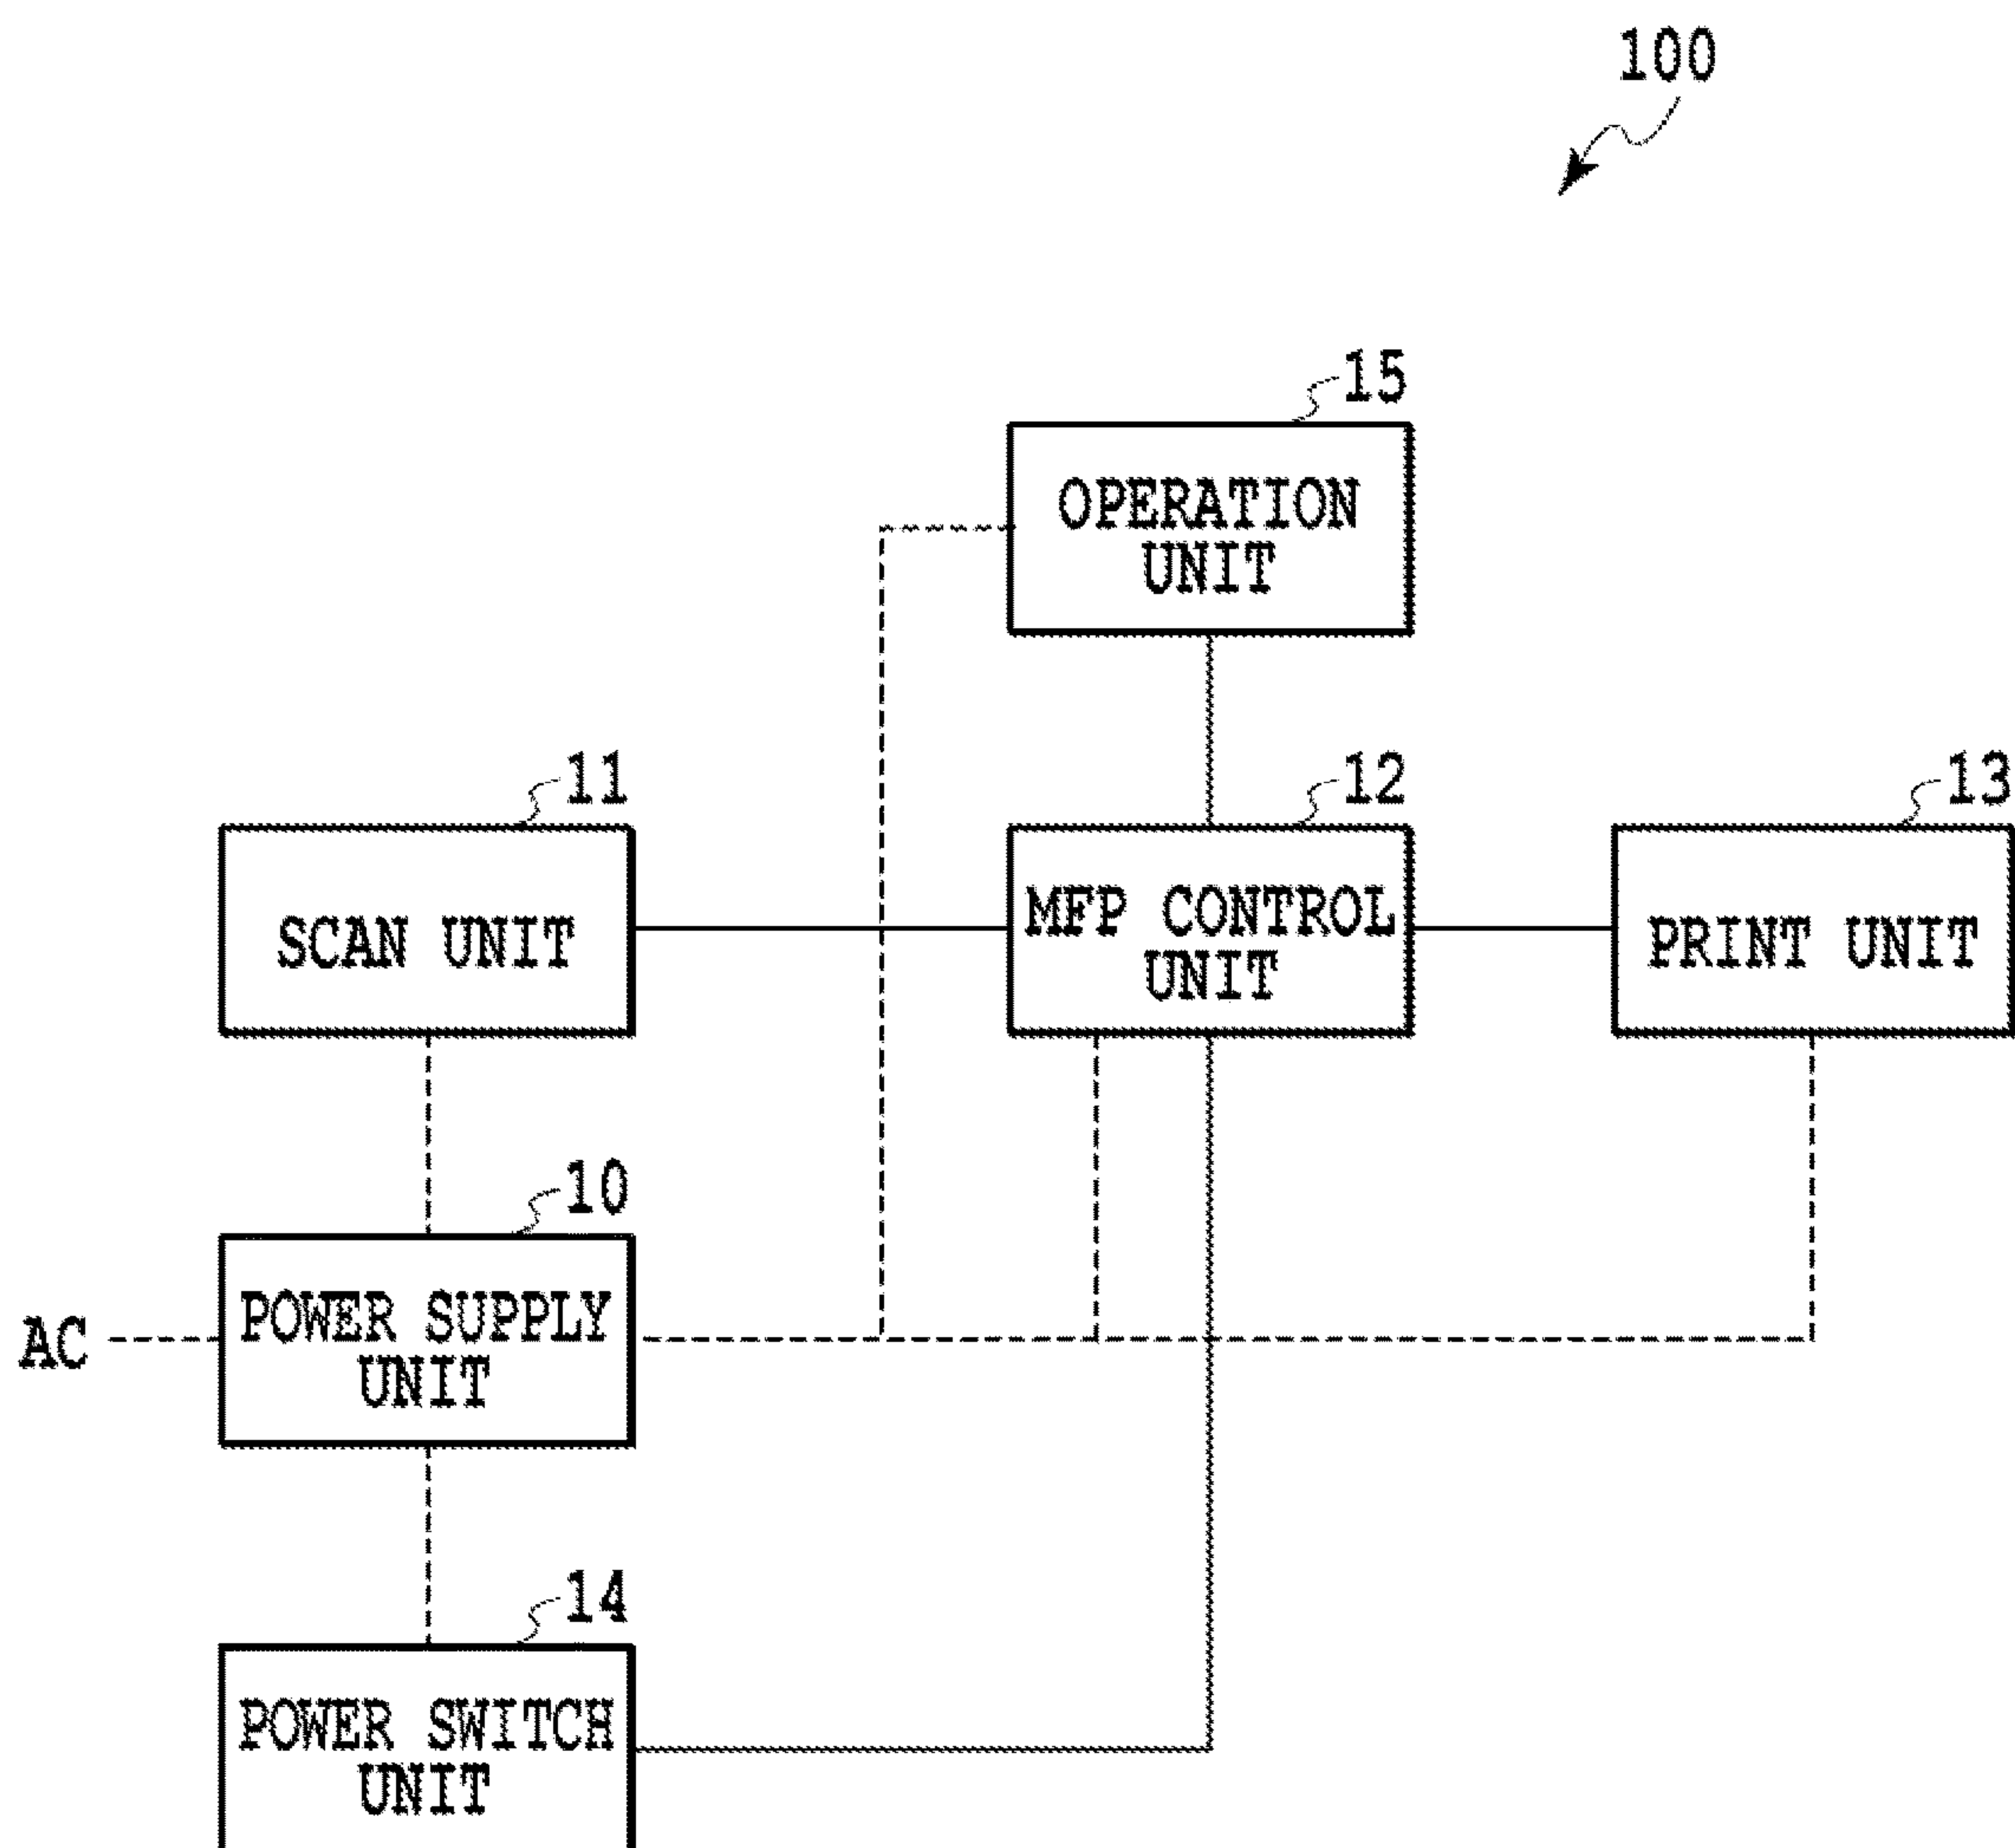 100
15
OPERATION
UNIT
11
12
13
SCAN UNIT
MFP CONTROL
UNIT
PRINT UNIT
10
AC
POWER SUPPLY
UNIT
14
POWER SWITCH
UNIT